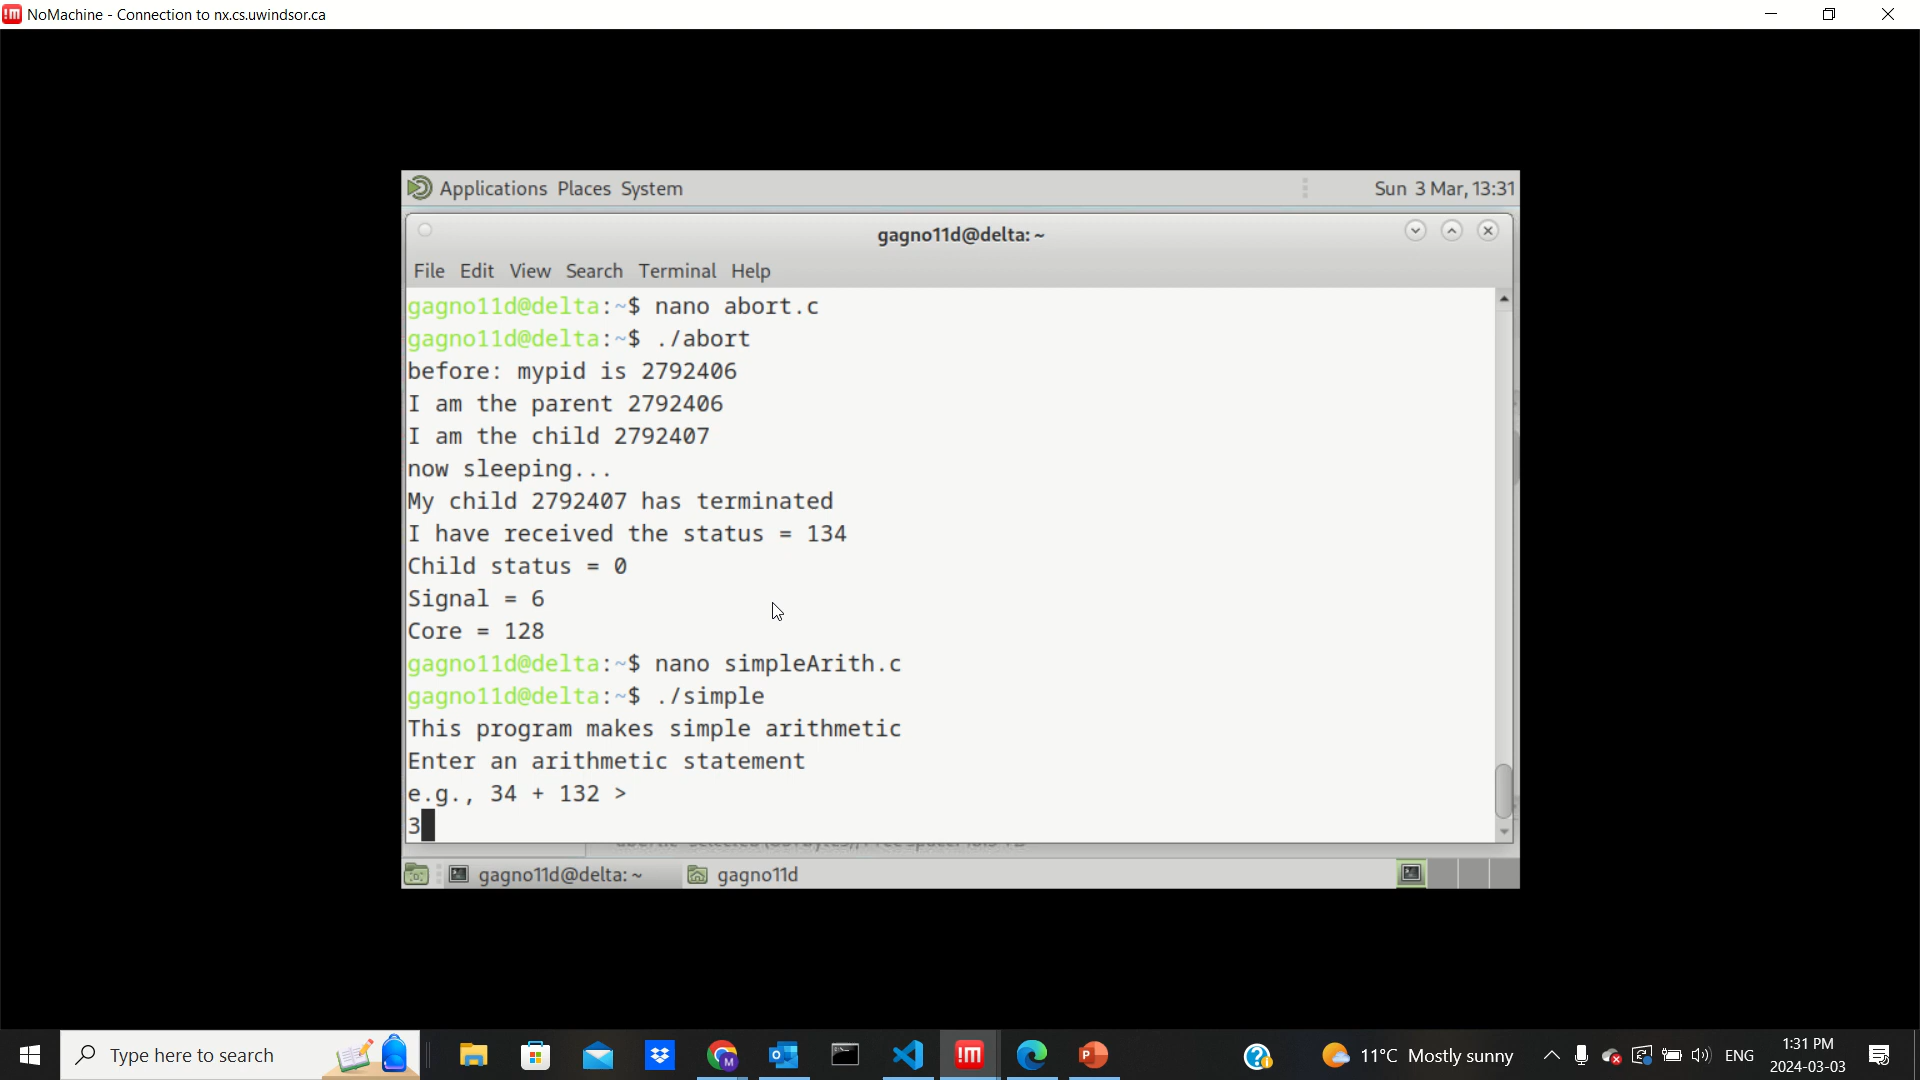 NoMachine - Connection to nx.cs.uwindsor.ca
Applications Places System
Sun 3 Mar, 13:31
gagno11d@delta: ~
File Edit View Search Terminal Help
gagno11d@delta:~$ nano abort.c
gagno11d@delta:~$ ./abort
before: mypid is 2792406
I am the parent 2792406
I am the child 2792407
now sleeping...
My child 2792407 has terminated
I have received the status = 134
Child status = 0
Signal = 6
Core = 128
gagno11d@delta:~$ nano simpleArith.c
gagno11d@delta:~$ ./simple
This program makes simple arithmetic
Enter an arithmetic statement
e.g., 34 + 132 >
3
gagno11d@delta: ~
gagno11d
Type here to search
11°C Mostly sunny
ENG
1:31 PM
2024-03-03